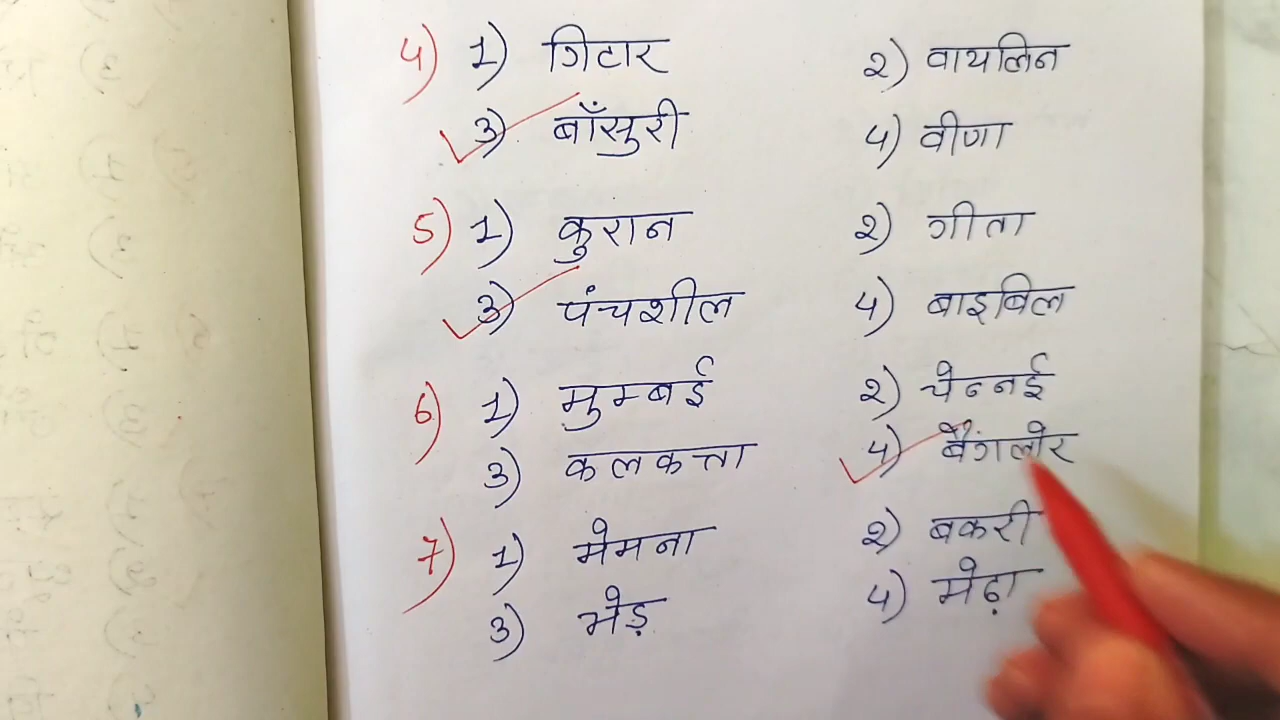 4) 1) गिटार 2) वायलिन
3) बाँसुरी 4) वीणा
5) 1) कुरान 2) गीता
3) पंचशील 4) बाइबिल
6) 1) मुम्बई 2) चेन्नई
3) कलकत्ता 4) बैंगलोर
7) 1) मेमना 2) बकरी
3) भेड़ 4) मेढ़ा